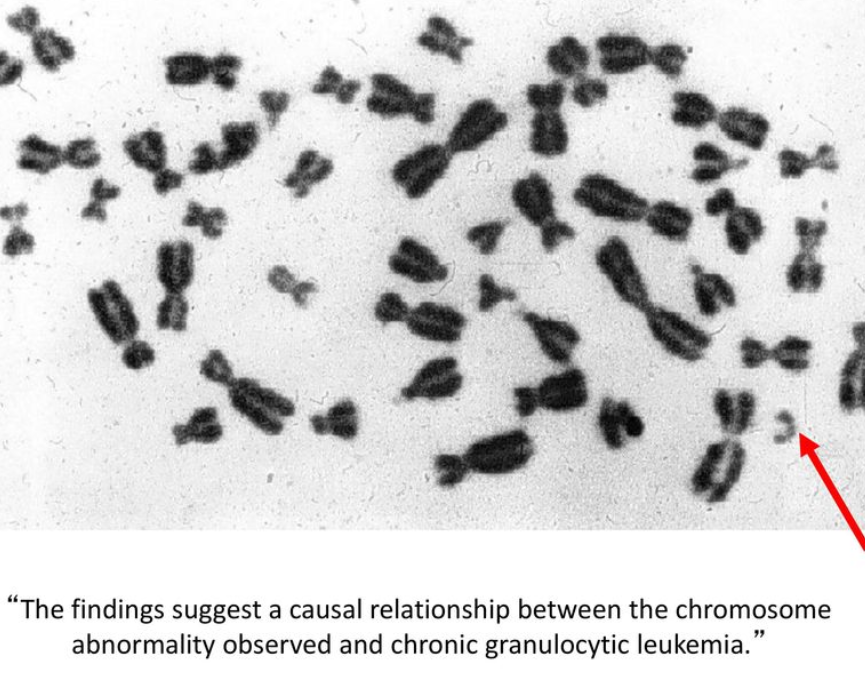 “The findings suggest a causal relationship between the chromosome
abnormality observed and chronic granulocytic leukemia.”